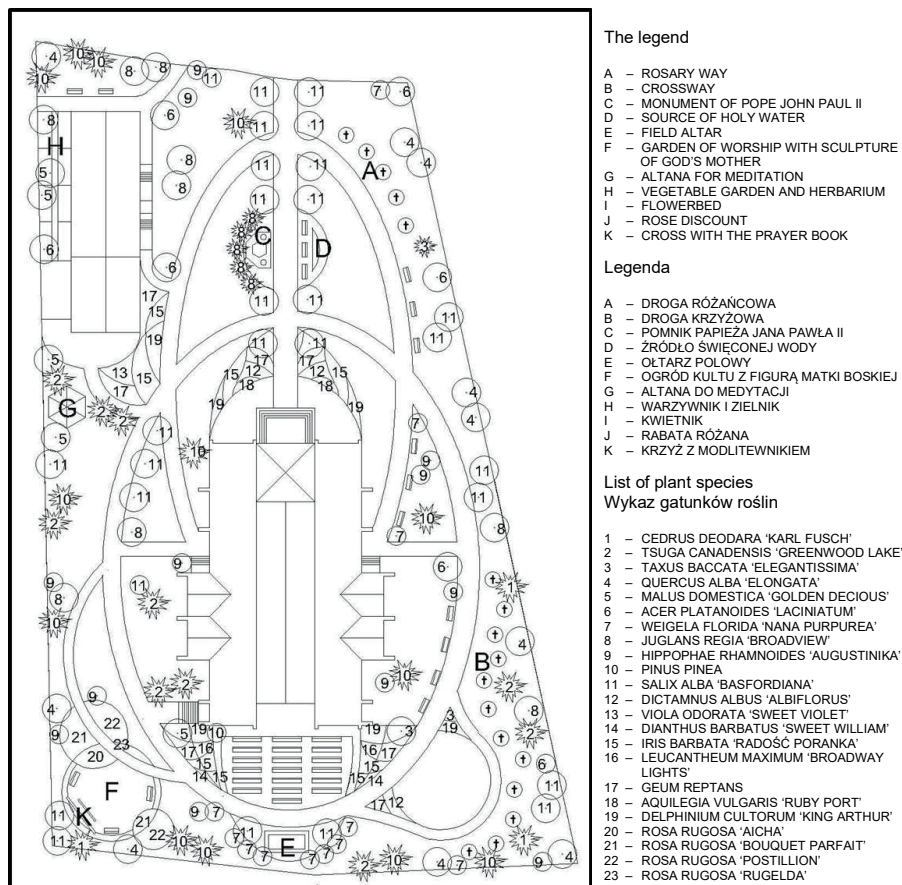 The legend
A – ROSARY WAY
B – CROSSWAY
C – MONUMENT OF POPE JOHN PAUL II
D – SOURCE OF HOLY WATER
E – FIELD ALTAR
F – GARDEN OF WORSHIP WITH SCULPTURE
OF GOD'S MOTHER
G – ALTANA FOR MEDITATION
H – VEGETABLE GARDEN AND HERBARIUM
I – FLOWERBED
J – ROSE DISCOUNT
K – CROSS WITH THE PRAYER BOOK
Legenda
A – DROGA RÓŻAŃCOWA
B – DROGA KRZYŻOWA
C – POMNIK PAPIEŻA JANA PAWŁA II
D – ŹRÓDŁO ŚWIĘCONEJ WODY
E – OŁTARZ POLOWY
F – OGRÓD KULTU Z FIGURĄ MATKI BOSKIEJ
G – ALTANA DO MEDYTACJI
H – WARZYWNIK I ZIELNIK
I – KWIETNIK
J – RABATA RÓŻANA
K – KRZYŻ Z MODLITEWNIKIEM
List of plant species
Wykaz gatunków roślin
1 – CEDRUS DEODARA 'KARL FUSCH'
2 – TSUGA CANADENSIS 'GREENWOOD LAKE'
3 – TAXUS BACCATA 'ELEGANTISSIMA'
4 – QUERCUS ALBA 'ELONGATA'
5 – MALUS DOMESTICA 'GOLDEN DECIOUS'
6 – ACER PLATANOIDES 'LACINIATUM'
7 – WEIGELA FLORIDA 'NANA PURPUREA'
8 – JUGLANS REGIA 'BROADVIEW'
9 – HIPPOPHAE RHAMNOIDES 'AUGUSTINIKA'
10 – PINUS PINEA
11 – SALIX ALBA 'BASFORDIANA'
12 – DICTAMNUS ALBUS 'ALBIFLORUS'
13 – VIOLA ODORATA 'SWEET VIOLET'
14 – DIANTHUS BARBATUS 'SWEET WILLIAM'
15 – IRIS BARBATA 'RADOŚĆ PORANKA'
16 – LEUCANTHEUM MAXIMUM 'BROADWAY
LIGHTS'
17 – GEUM REPTANS
18 – AQUILEGIA VULGARIS 'RUBY PORT'
19 – DELPHINIUM CULTORUM 'KING ARTHUR'
20 – ROSA RUGOSA 'AICHA'
21 – ROSA RUGOSA 'BOUQUET PARFAIT'
22 – ROSA RUGOSA 'POSTILLION'
23 – ROSA RUGOSA 'RUGELDA'
H
A
C
D
G
B
F
K
E